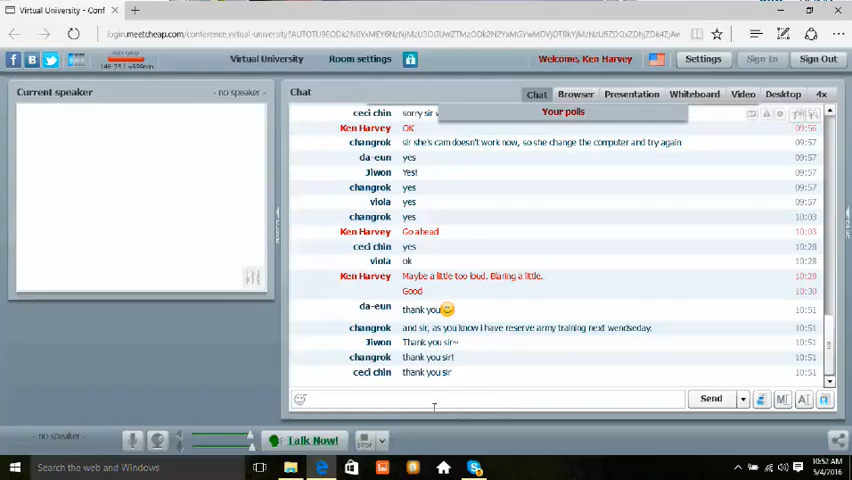 Virtual University - Conf
login.meetcheap.com/conference,virtual-university?
Virtual University
Room settings
Welcome, Ken Harvey
Settings
Sign In
Sign Out
Current speaker
- no speaker -
Chat
Chat
Browser
Presentation
Whiteboard
Video
Desktop
4x
Your polls
ceci chin sorry sir
Ken Harvey OK 09:56
changrok sir she's cam doesn't work now, so she change the computer and try again 09:57
da-eun yes 09:57
Jiwon Yes! 09:57
changrok yes 09:57
viola yes 09:57
changrok yes 10:03
Ken Harvey Go ahead 10:03
ceci chin yes 10:28
viola ok 10:28
Ken Harvey Maybe a little too loud. Blaring a little. 10:28
Good 10:30
da-eun thank you 10:51
changrok and sir, as you know i have reserve army training next wendseday. 10:51
Jiwon Thank you sir~ 10:51
changrok thank you sir! 10:51
ceci chin thank you sir 10:51
Send
- no speaker -
Talk Now!
STOP
Search the web and Windows
10:52 AM
5/4/2016